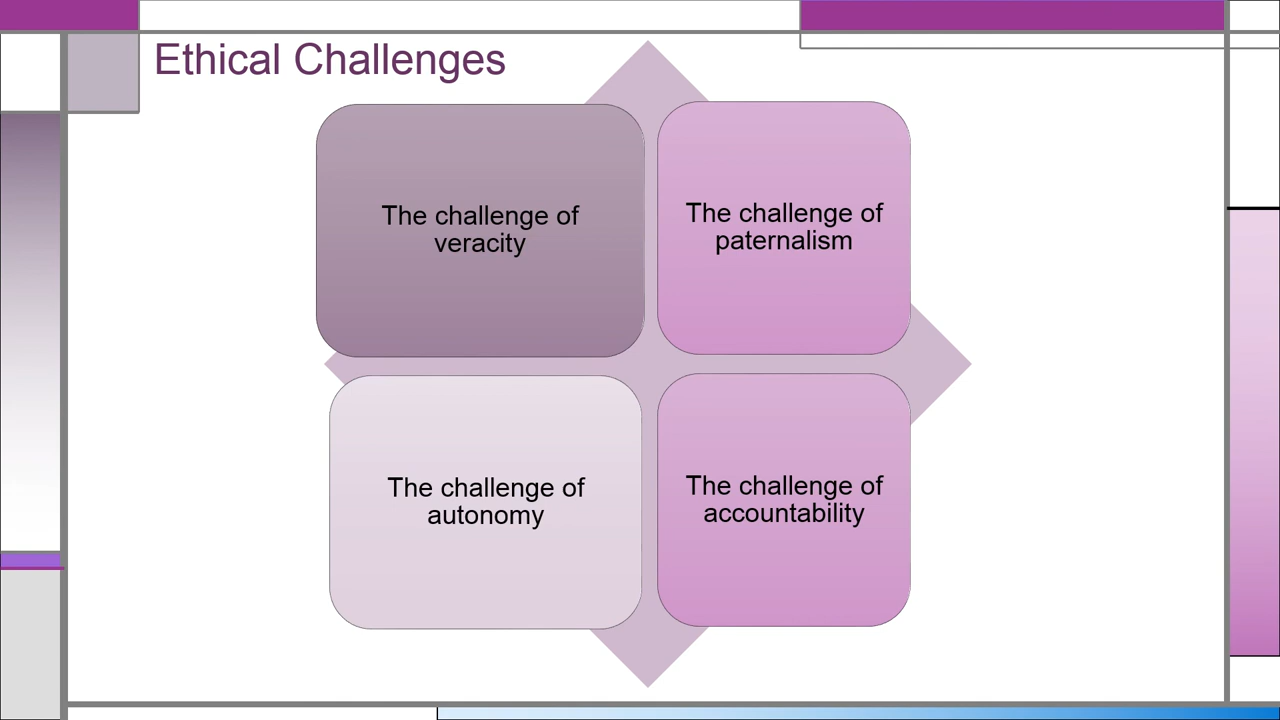 Ethical Challenges
The challenge of
veracity
The challenge of
paternalism
The challenge of
autonomy
The challenge of
accountability